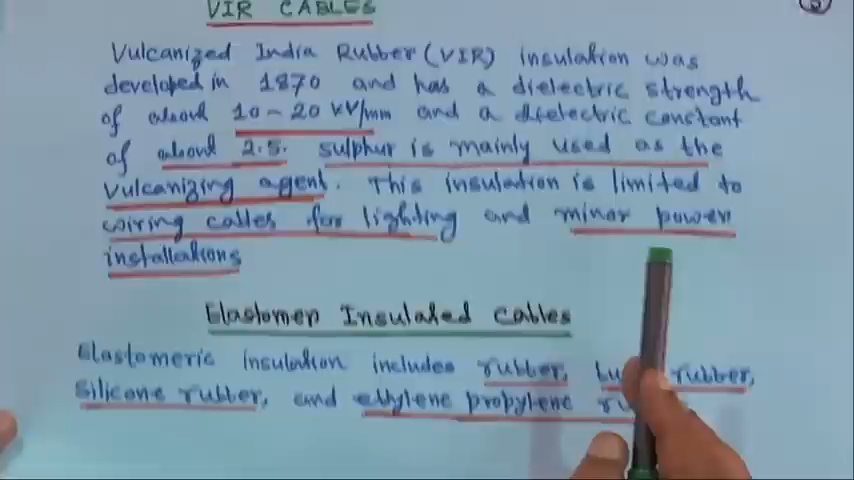 VIR CABLES
Vulcanized India Rubber (VIR) insulation was
developed in 1870 and has a dielectric strength
of about 10-20 kV/mm and a dielectric constant
of about 2.5. sulphur is mainly used as the
vulcanizing agent. This insulation is limited to
wiring cables for lighting and minor power
installations
Elastomer Insulated Cables
Elastomeric insulation includes rubber, rubber,
Silicone rubber, and ethylene propylene